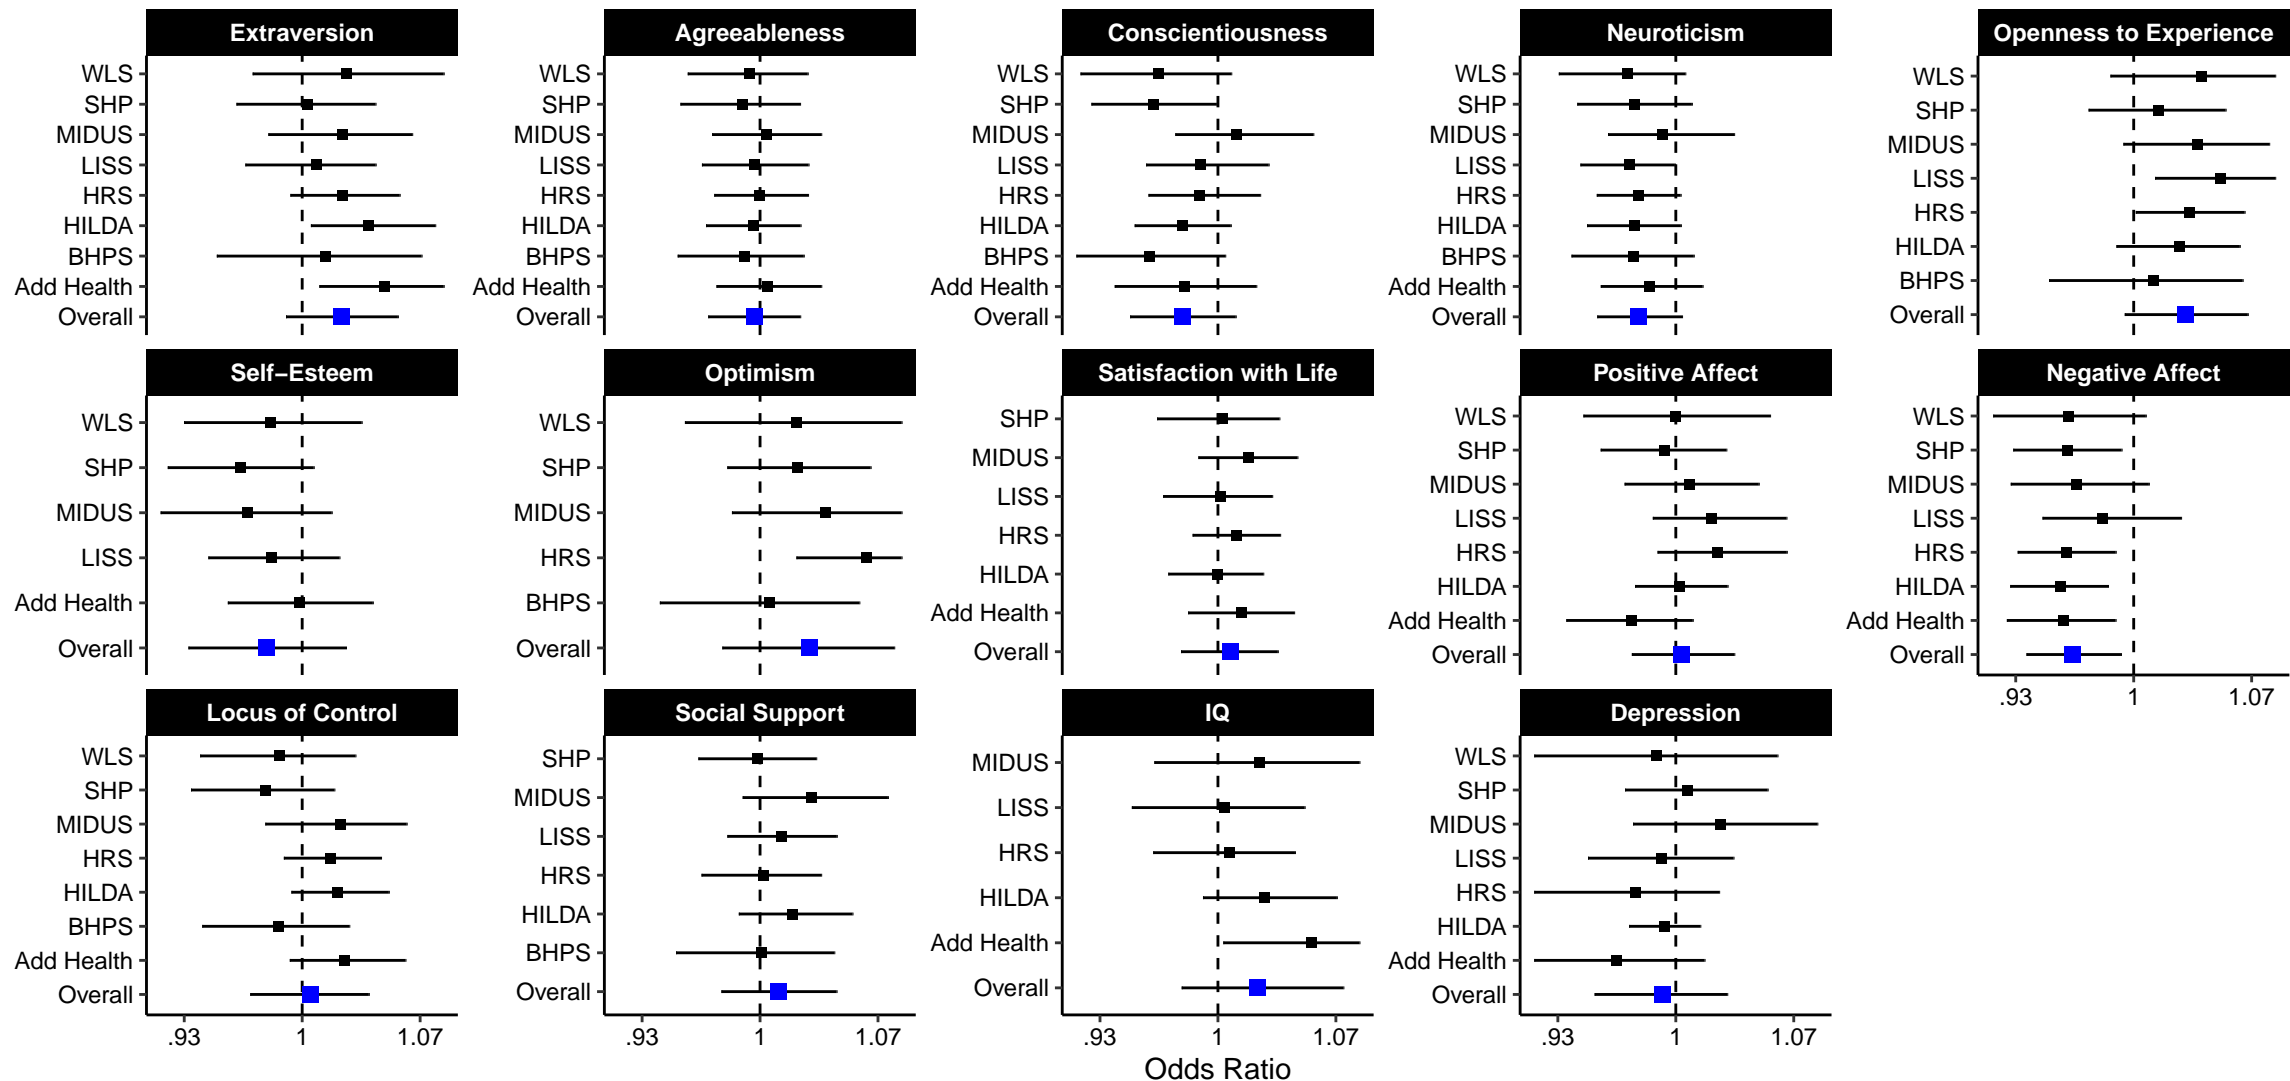 Extraversion
WLS
SHP
MIDUS
LISS
HRS
HILDA
BHPS
Add Health
Overall
Agreeableness
WLS
SHP
MIDUS
LISS
HRS
HILDA
BHPS
Add Health
Overall
Conscientiousness
WLS
SHP
MIDUS
LISS
HRS
HILDA
BHPS
Add Health
Overall
Neuroticism
WLS
SHP
MIDUS
LISS
HRS
HILDA
BHPS
Add Health
Overall
Openness to Experience
WLS
SHP
MIDUS
LISS
HRS
HILDA
BHPS
Overall
Self−Esteem
WLS
SHP
MIDUS
LISS
Add Health
Overall
Optimism
WLS
SHP
MIDUS
HRS
BHPS
Overall
Satisfaction with Life
SHP
MIDUS
LISS
HRS
HILDA
Add Health
Overall
Positive Affect
WLS
SHP
MIDUS
LISS
HRS
HILDA
Add Health
Overall
Negative Affect
WLS
SHP
MIDUS
LISS
HRS
HILDA
Add Health
Overall
.93 1 1.07
Locus of Control
WLS
SHP
MIDUS
HRS
HILDA
BHPS
Add Health
Overall
.93 1 1.07
Social Support
SHP
MIDUS
LISS
HRS
HILDA
BHPS
Overall
.93 1 1.07
IQ
MIDUS
LISS
HRS
HILDA
Add Health
Overall
.93 1 1.07
Depression
WLS
SHP
MIDUS
LISS
HRS
HILDA
Add Health
Overall
.93 1 1.07
Odds Ratio